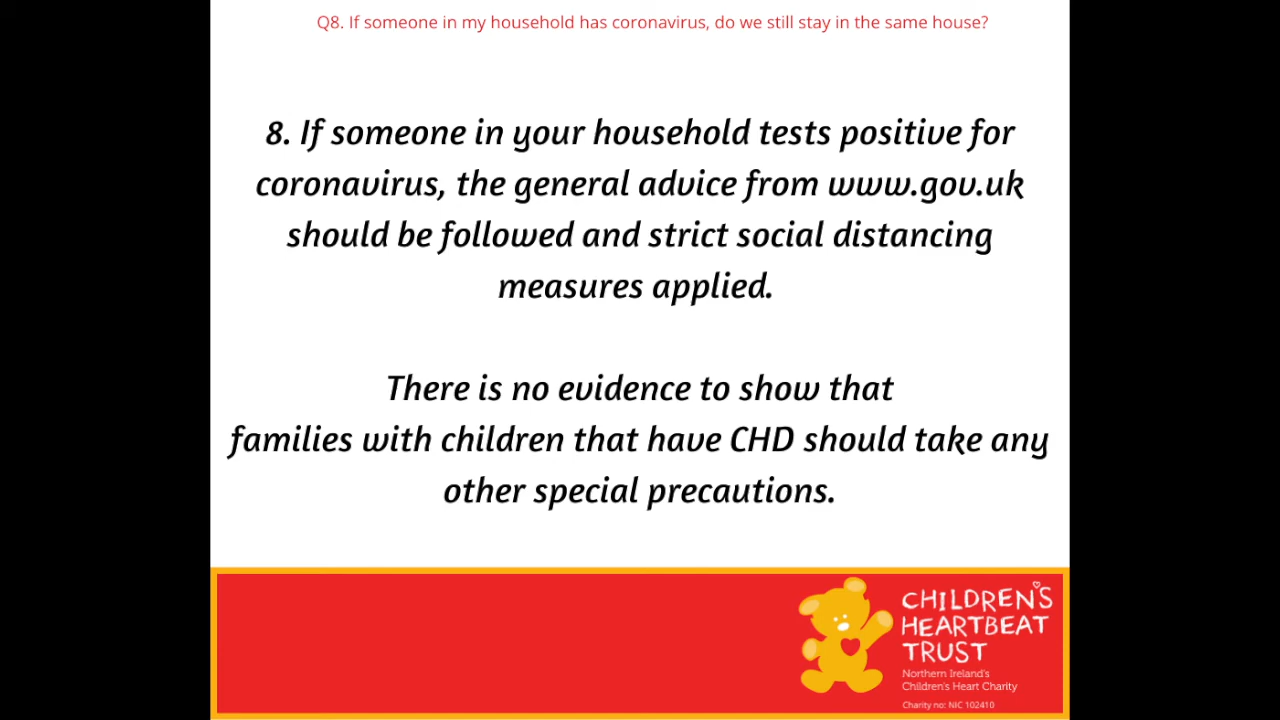 Q8. If someone in my household has coronavirus, do we still stay in the same house?
8. If someone in your household tests positive for
coronavirus, the general advice from www.gov.uk
should be followed and strict social distancing
measures applied.
There is no evidence to show that
families with children that have CHD should take any
other special precautions.
CHILDREN'S
HEARTBEAT
TRUST
Northern Ireland's
Children's Heart Charity
Charity no: NIC 102410